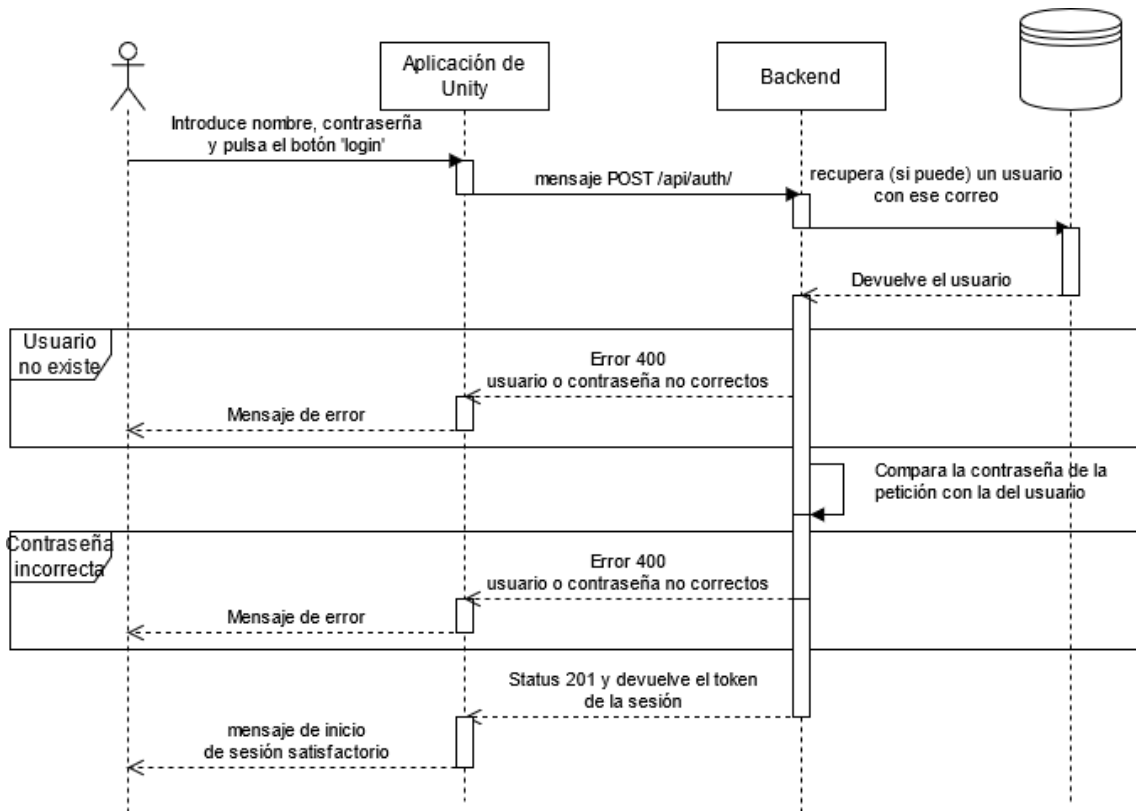 Aplicación de
Unity
Backend
Introduce nombre, contraserña
y pulsa el botón 'login'
mensaje POST /api/auth/
recupera (si puede) un usuario
con ese correo
Devuelve el usuario
Usuario
no existe
Error 400
usuario o contraseña no correctos
Mensaje de error
Compara la contraseña de la
petición con la del usuario
Contraseña
incorrecta
Error 400
usuario o contraseña no correctos
Mensaje de error
Status 201 y devuelve el token
de la sesión
mensaje de inicio
de sesión satisfactorio